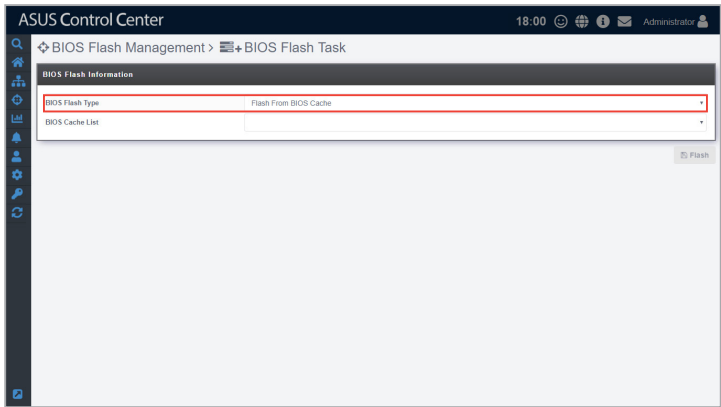 ASUS Control Center
18:00
Administrator
BIOS Flash Management > BIOS Flash Task
BIOS Flash Information
BIOS Flash Type Flash From BIOS Cache
BIOS Cache List
Flash